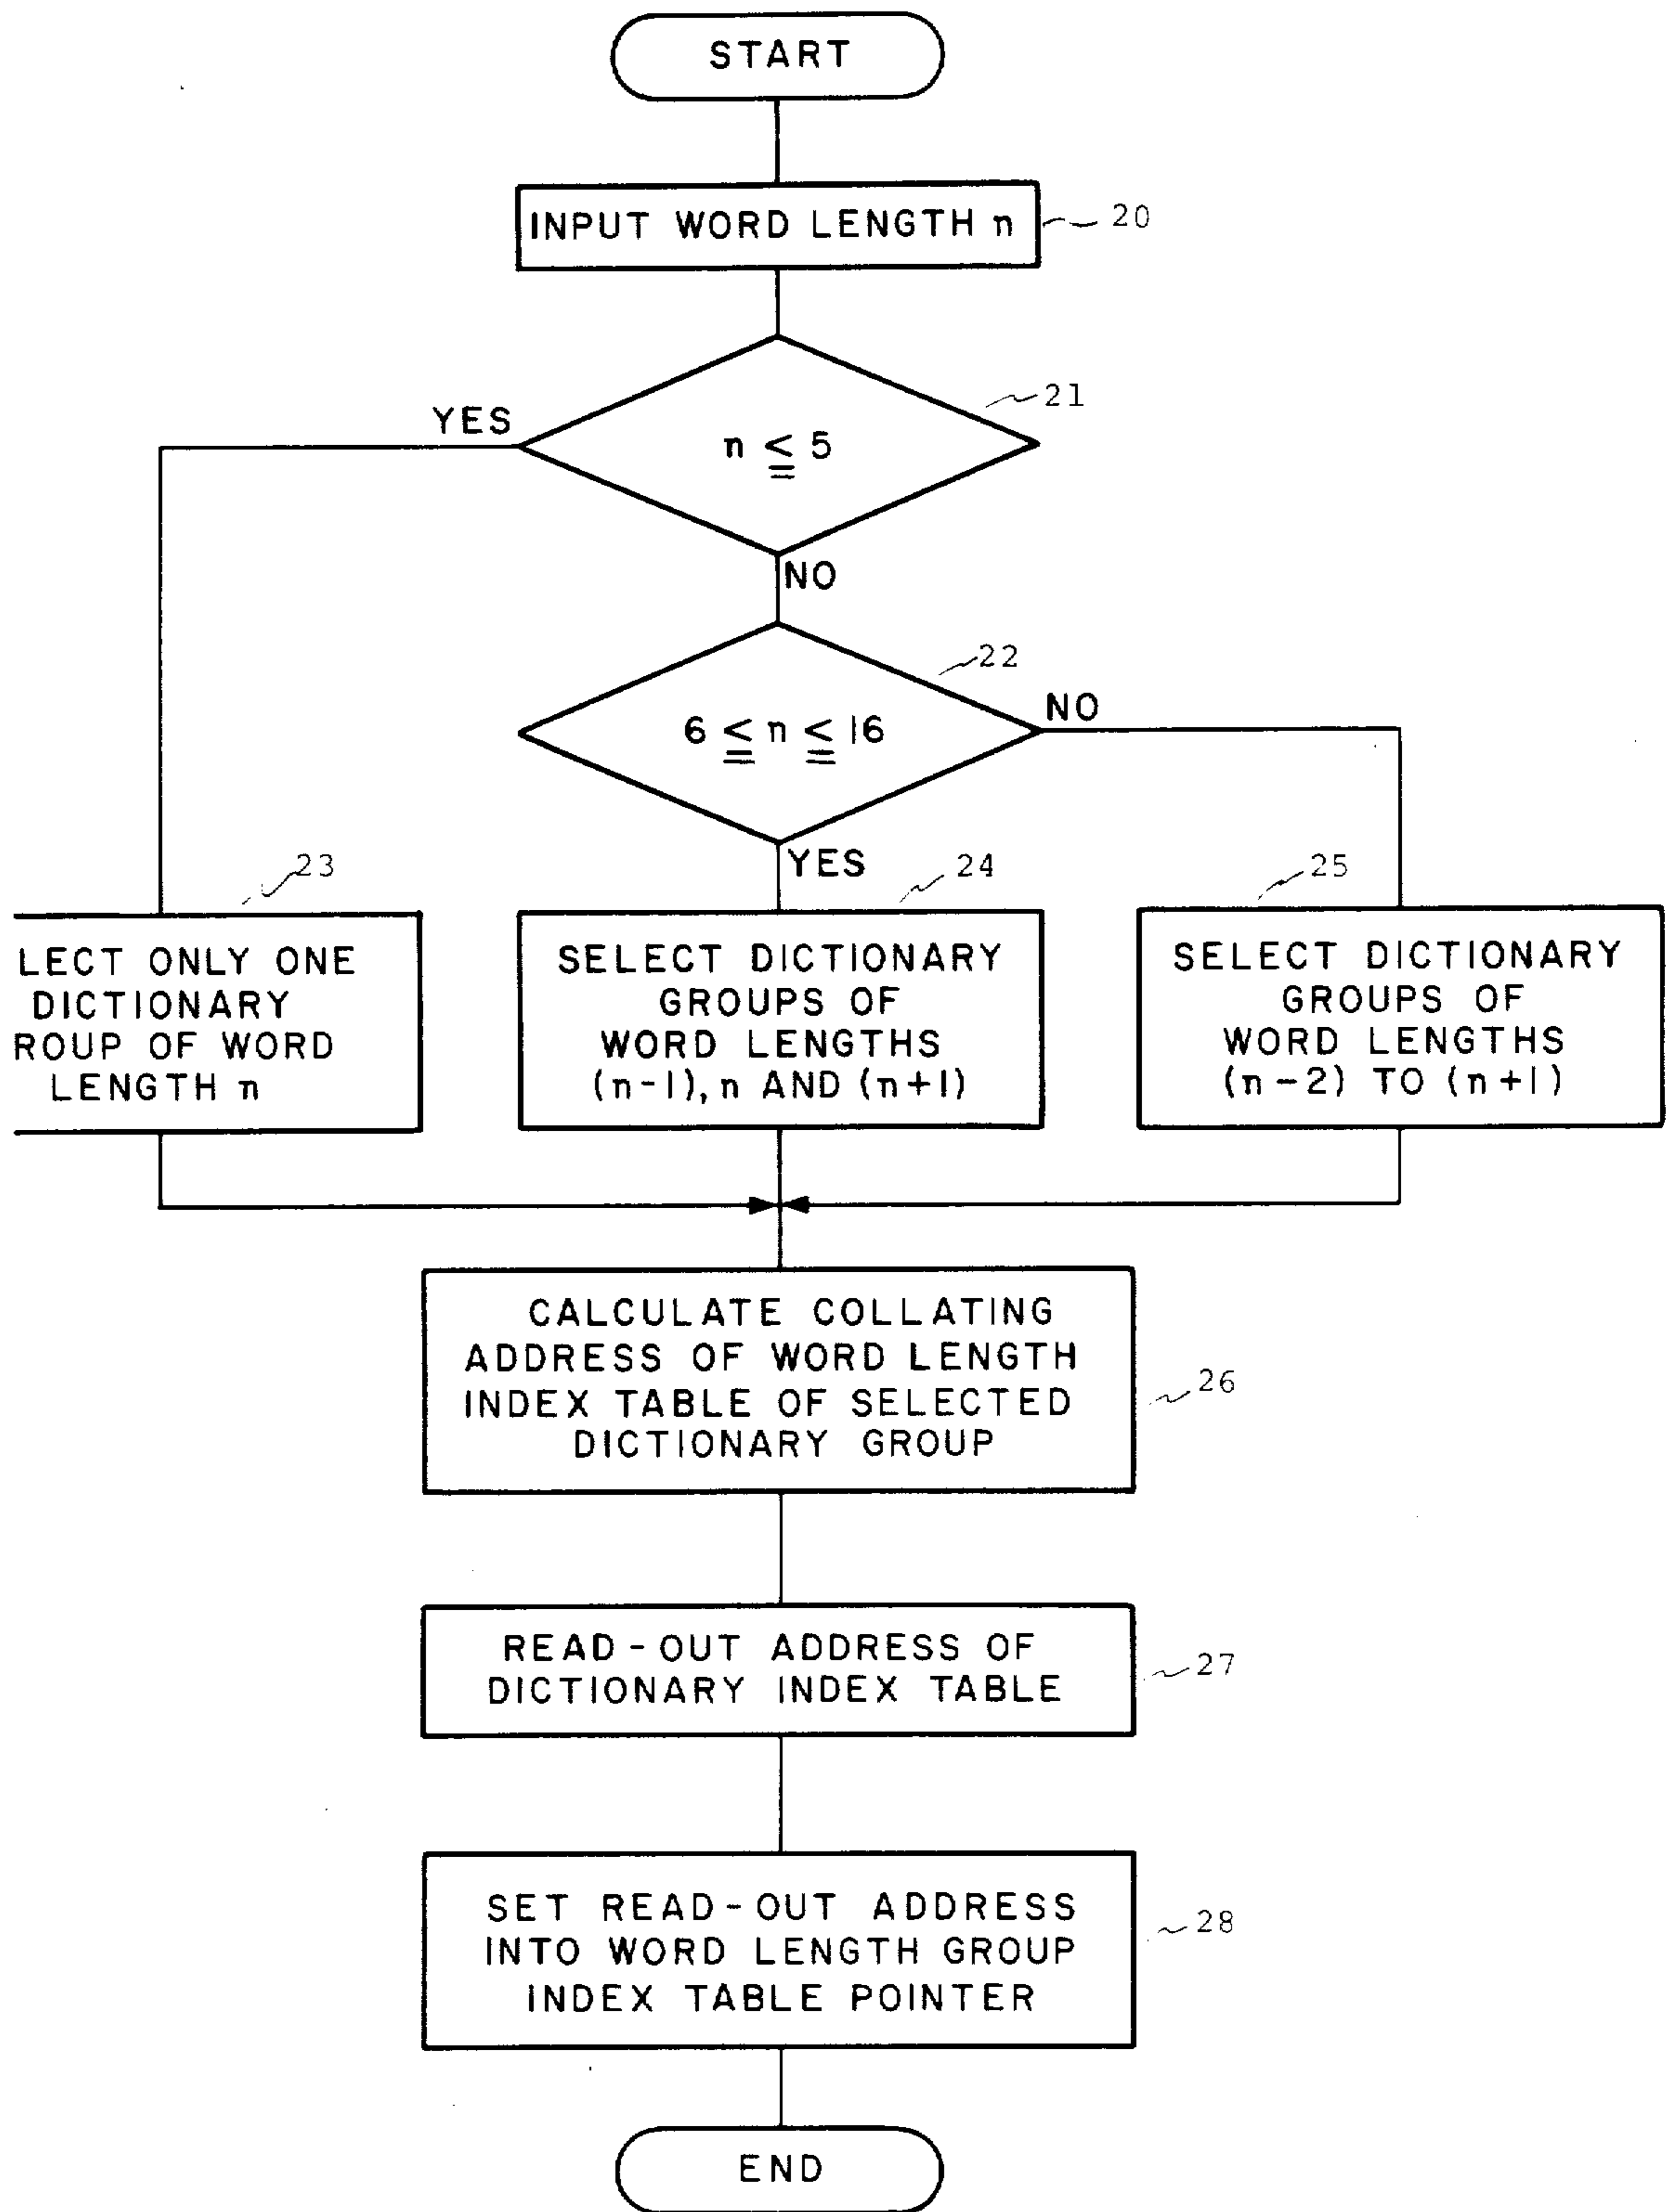 START
INPUT WORD LENGTH n
20
21
YES
n ≦ 5
NO
22
NO
6 ≦ n ≦ 16
YES
23
24
25
LECT ONLY ONE
DICTIONARY
ROUP OF WORD
LENGTH n
SELECT DICTIONARY
GROUPS OF
WORD LENGTHS
(n-1), n AND (n+1)
SELECT DICTIONARY
GROUPS OF
WORD LENGTHS
(n-2) TO (n+1)
CALCULATE COLLATING
ADDRESS OF WORD LENGTH
INDEX TABLE OF SELECTED
DICTIONARY GROUP
26
READ-OUT ADDRESS OF
DICTIONARY INDEX TABLE
27
SET READ-OUT ADDRESS
INTO WORD LENGTH GROUP
INDEX TABLE POINTER
28
END